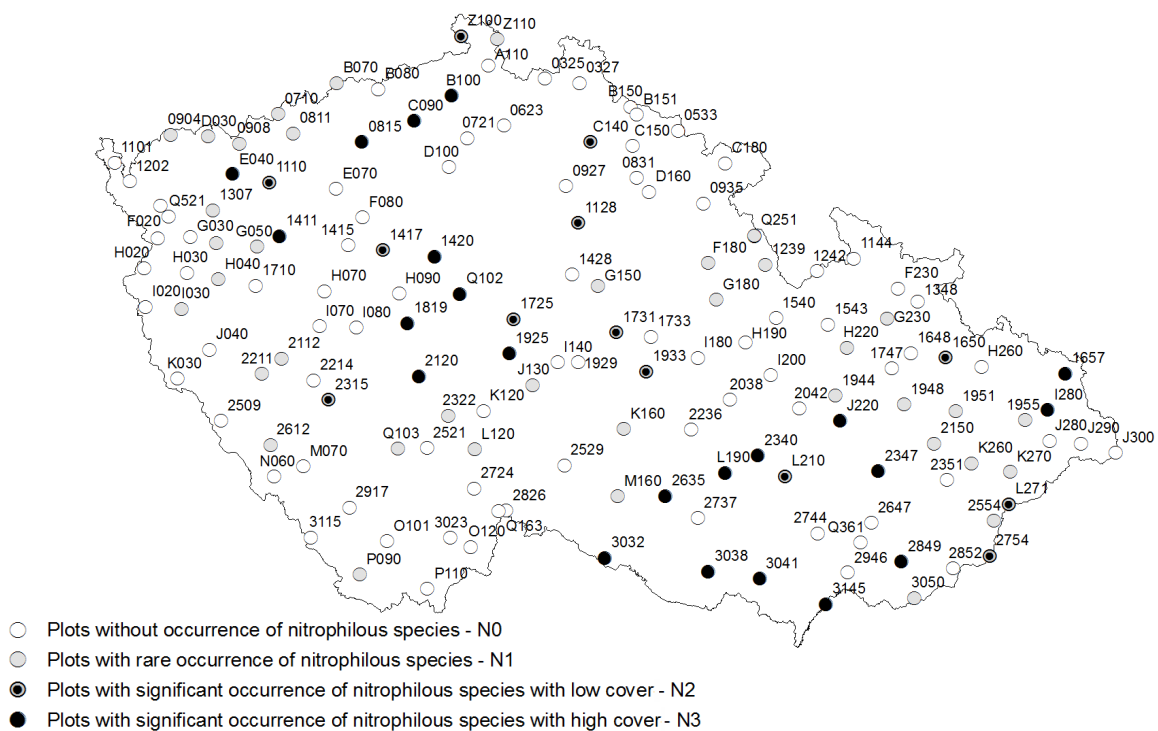 Z100
Z110
A110
B070
B080
0325
0327
B100
B150
B151
0710
C090
0623
0904
D030
0908
0811
0815
0721
C140
C150
0533
1101
D100
C180
1202
E040
1110
E070
0927
0831
D160
0935
Q521
1307
F080
1128
F020
G030
G050
1411
1415
1417
1420
Q251
H020
H030
H040
1710
H070
H090
Q102
1428
G150
F180
1239
1242
1144
G180
F230
1348
I020
I030
I070
I080
1819
1725
1731
1733
1540
1543
G230
J040
2112
1925
H190
H220
1648
1650
K030
2211
2214
2120
I140
1929
1933
I180
I200
1747
H260
1657
2315
J130
2038
2042
1944
1948
1951
I280
2509
2322
K120
K160
2236
J220
1955
2612
M070
Q103
2521
L120
2150
J280
J290
J300
N060
2529
2340
L190
L210
2347
2351
K260
K270
2724
M160
2635
2737
L271
2917
2826
Q163
2744
Q361
2647
2554
3115
O101
3023
O120
3032
2754
P090
P110
3038
3041
2946
2849
2852
3145
3050
Plots without occurrence of nitrophilous species - N0
Plots with rare occurrence of nitrophilous species - N1
Plots with significant occurrence of nitrophilous species with low cover - N2
Plots with significant occurrence of nitrophilous species with high cover - N3